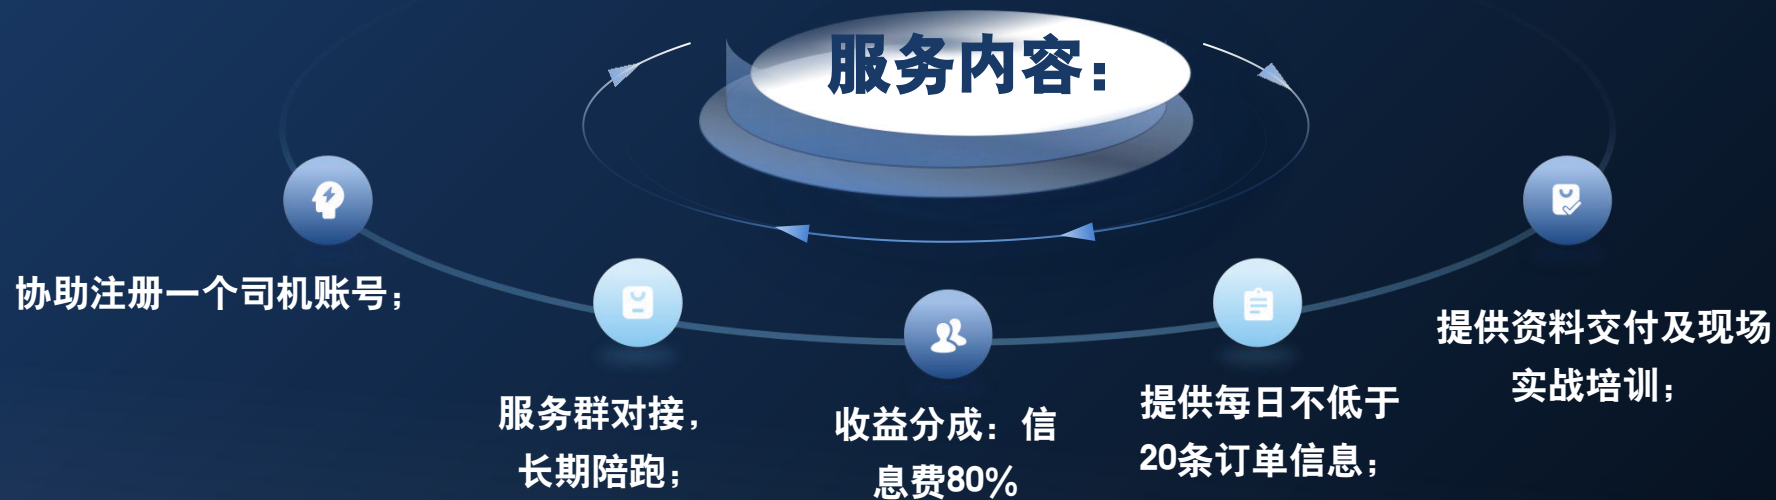 服务内容：
协助注册一个司机账号；
服务群对接，
长期陪跑；
收益分成：信
息费80%
提供每日不低于
20条订单信息；
提供资料交付及现场
实战培训；